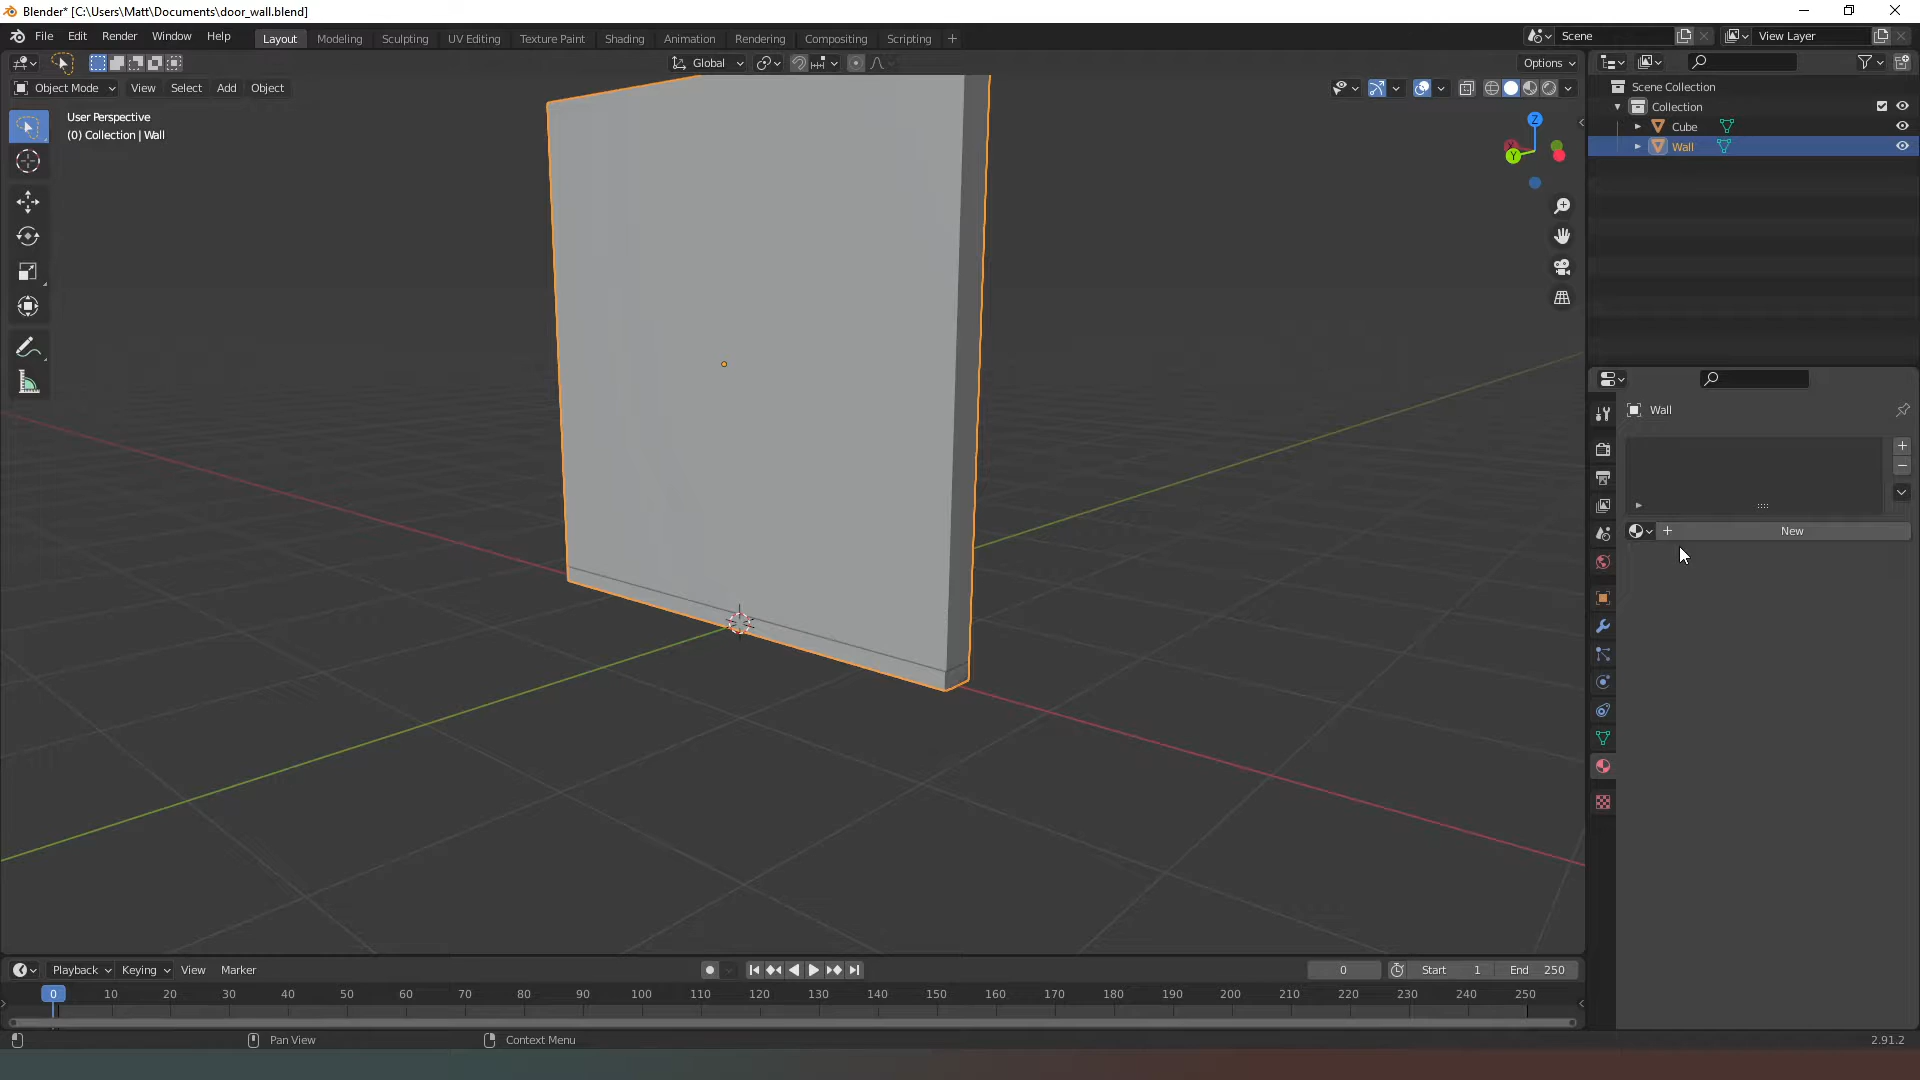 Blender* [C:\Users\Matt\Documents\door_wall.blend]
File Edit Render Window Help Layout Modeling Sculpting UV Editing Texture Paint Shading Animation Rendering Compositing Scripting + Scene View Layer
Global Options
Object Mode View Select Add Object
User Perspective
(0) Collection | Wall
Z
X
Y
Scene Collection
Collection
Cube
Wall
Wall
New
Playback Keying View Marker 0 Start 1 End 250
0 10 20 30 40 50 60 70 80 90 100 110 120 130 140 150 160 170 180 190 200 210 220 230 240 250
Pan View Context Menu 2.91.2